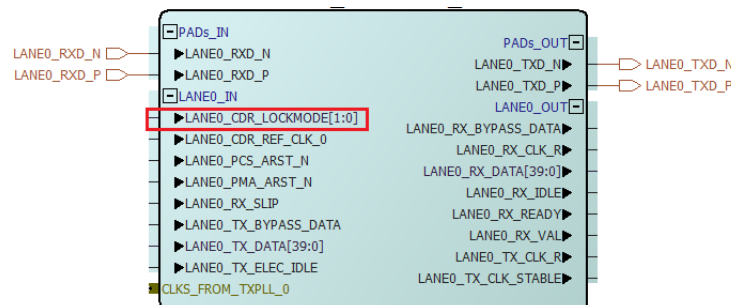 PADs_IN
LANE0_RXD_N
LANE0_RXD_N
LANE0_RXD_P
LANE0_RXD_P
LANE0_IN
LANE0_CDR_LOCKMODE[1:0]
LANE0_CDR_REF_CLK_0
LANE0_PCS_ARST_N
LANE0_PMA_ARST_N
LANE0_RX_SLIP
LANE0_TX_BYPASS_DATA
LANE0_TX_DATA[39:0]
LANE0_TX_ELEC_IDLE
CLKS_FROM_TXPLL_0
PADs_OUT
LANE0_TXD_N
LANE0_TXD_N
LANE0_TXD_P
LANE0_TXD_P
LANE0_OUT
LANE0_RX_BYPASS_DATA
LANE0_RX_CLK_R
LANE0_RX_DATA[39:0]
LANE0_RX_IDLE
LANE0_RX_READY
LANE0_RX_VAL
LANE0_TX_CLK_R
LANE0_TX_CLK_STABLE